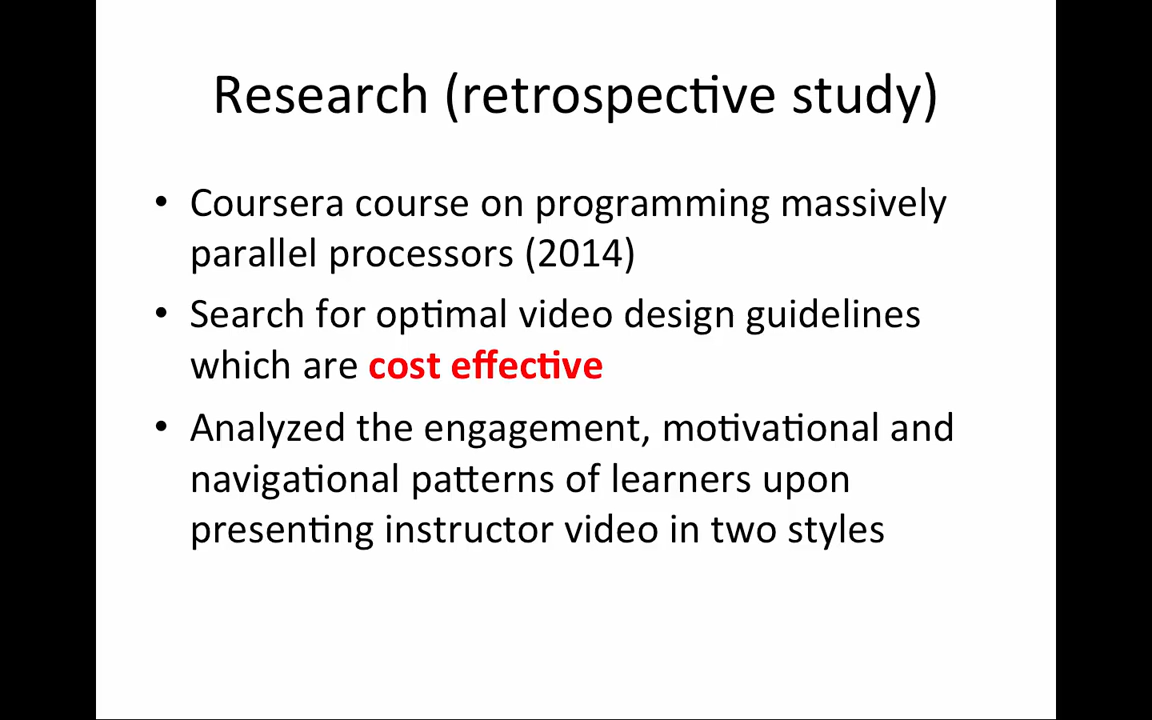 Research (retrospective study)
• Coursera course on programming massively
parallel processors (2014)
• Search for optimal video design guidelines
which are cost effective
• Analyzed the engagement, motivational and
navigational patterns of learners upon
presenting instructor video in two styles